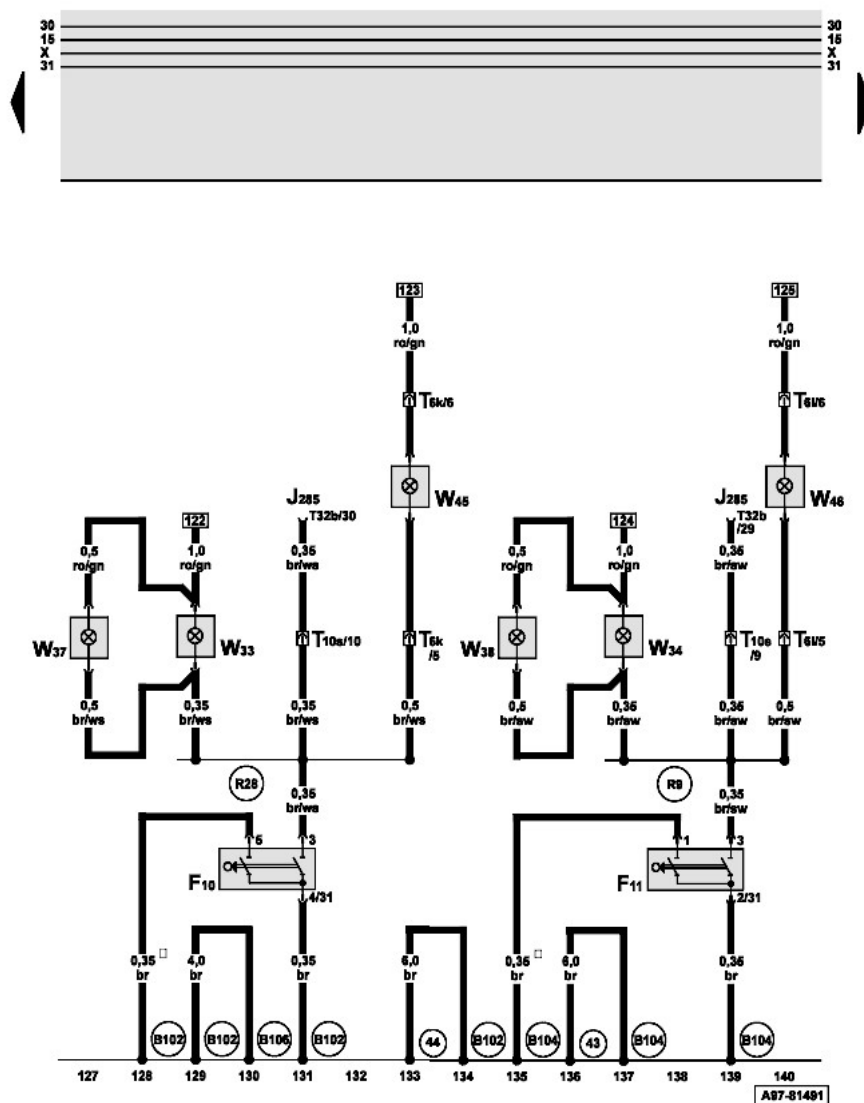 30 30
15 15
X X
31 31
123 125
1,0 1,0
ro/gn ro/gn
T6k/6 T6l/6
J285 W45 J285 W46
122 T32b/30 124 T32b
/29
0,5 1,0 0,35 0,5 1,0 0,35
ro/gn ro/gn br/ws ro/gn ro/gn br/sw
W37 W33 T10s/10 T6k W38 W34 T10s T6l/5
/5 /9
0,5 0,35 0,35 0,5 0,5 0,35 0,35 0,5
br/ws br/ws br/ws br/ws br/sw br/sw br/sw br/sw
R28 0,35 R9 0,35
br/ws br/sw
5 3 1 3
F10 F11
4/31 2/31
0,35 4,0 0,35 6,0 0,35 6,0 0,35
br br br br br br br
B102 B102 B106 B102 44 B102 B104 43 B104 B104
127 128 129 130 131 132 133 134 135 136 137 138 139 140
A97-81491